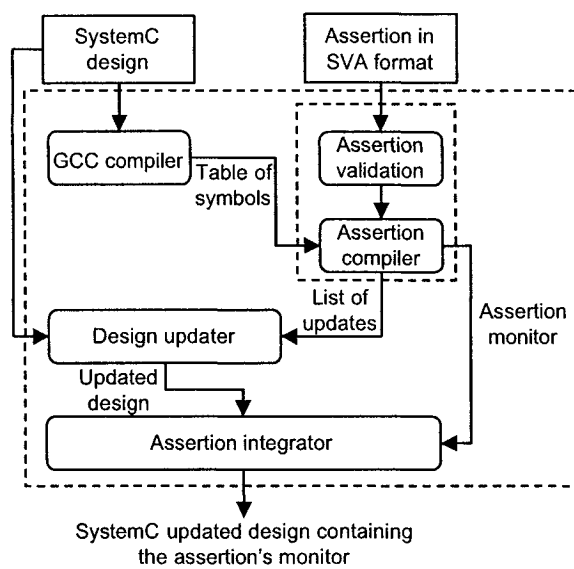 SystemC
design
Assertion in
SVA format
GCC compiler
Assertion
validation
Table of
symbols
Assertion
compiler
List of
updates
Assertion
monitor
Design updater
Updated
design
Assertion integrator
SystemC updated design containing
the assertion's monitor